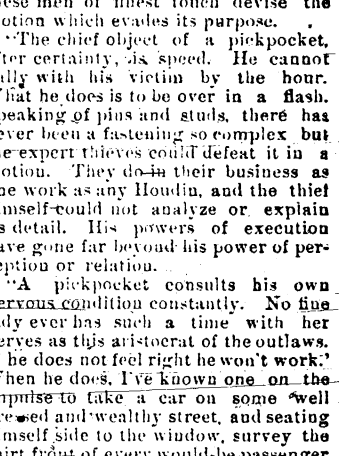 these men of finest touch devise the
otion which evades its purpose.
"The chief object of a pickpocket,
fter certainty, is speed. He cannot
ally with his victim by the hour.
hat he does is to be over in a flash.
peaking of pins and studs, there has
ever been a fastening so complex but
e expert thieves could defeat it in a
otion. They do in their business as
ne work as any Houdin, and the thief
imself could not analyze or explain
s detail. His powers of execution
ave gone far beyond his power of per-
eption or relation.
"A pickpocket consults his own
ervous condition constantly. No fine
ady ever has such a time with her
erves as this aristocrat of the outlaws.
he does not feel right he won't work.'
hen he does, I've known one on the
mpulse to take a car on some well
ressed and wealthy street, and seating
imself side to the window, survey the
hirt front of every would-be passenger